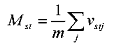 $M_{st} = \frac{1}{m} \sum_{j} v_{stj}$